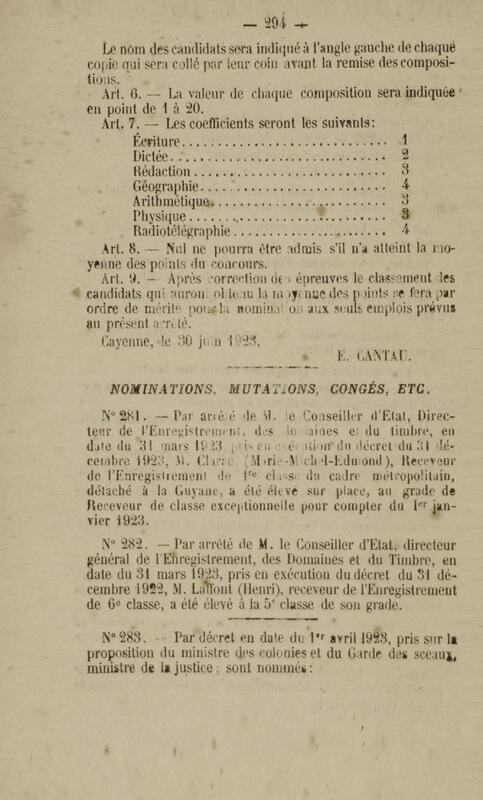 — 294 —
Le nom des candidats sera indiqué à l'angle gauche de chaque
copie qui sera collé par leur coin avant la remise des composi-
tions.
Art. 6. — La valeur de chaque composition sera indiquée
en point de 1 à 20.
Art. 7. — Les coefficients seront les suivants:
Écriture.................................... 1
Dictée...................................... 2
Rédaction................................... 3
Géographie.................................. 4
Arithmétique................................ 3
Physique.................................... 3
Radiotélégraphie............................ 4
Art. 8. — Nul ne pourra être admis s'il n'a atteint la mo-
yenne des points du concours.
Art. 9. — Après correction des épreuves le classement des
candidats qui auront obtenu la moyenne des points se fera par
ordre de mérite pour la nomination aux seuls emplois prévus
au présent arrêté.
Cayenne, le 30 juin 1923.
E. CANTAU.
NOMINATIONS, MUTATIONS, CONGÉS, ETC.
N° 281. — Par arrêté de M. le Conseiller d'Etat, Direc-
teur de l'Enregistrement, des domaines et du timbre, en
date du 31 mars 1923, pris en exécution du décret du 31 dé-
cembre 1923, M. (Marie-Michel-Edmond), Receveur
de l'Enregistrement de 1re classe du cadre métropolitain,
détaché à la Guyane, a été élevé sur place, au grade de
Receveur de classe exceptionnelle pour compter du 1er jan-
vier 1923.
N° 282. — Par arrêté de M. le Conseiller d'Etat, directeur
général de l'Enregistrement, des Domaines et du Timbre, en
date du 31 mars 1923, pris en exécution du décret du 31 dé-
cembre 1922, M. Laffont (Henri), receveur de l'Enregistrement
de 6e classe, a été élevé à la 5e classe de son grade.
N° 283. — Par décret en date du 1er avril 1923, pris sur la
proposition du ministre des colonies et du Garde des sceaux,
ministre de la justice; sont nommés: